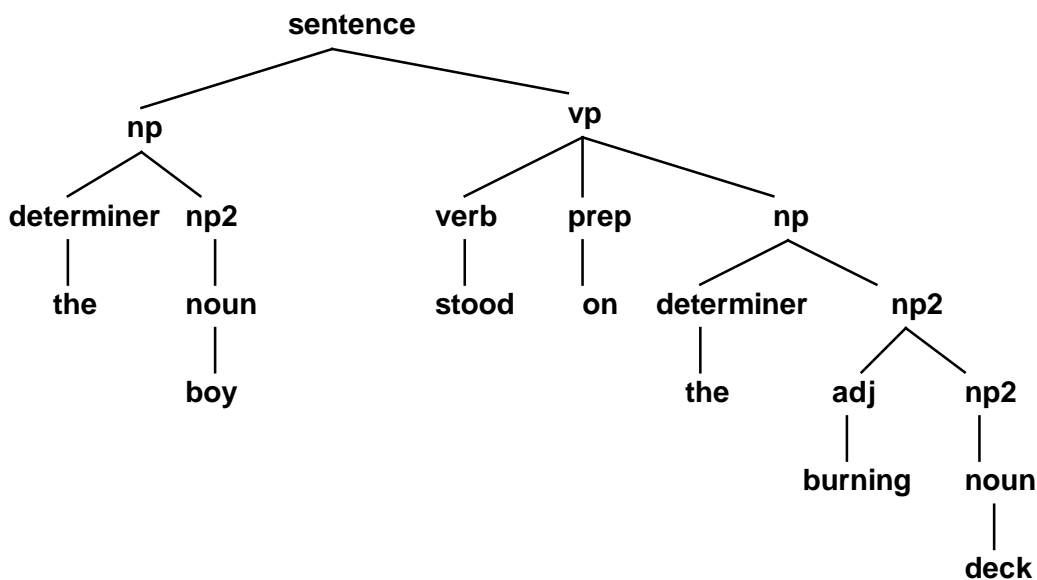 sentence
np vp
determiner np2 verb prep np
the noun stood on determiner np2
boy the adj np2
burning noun
deck